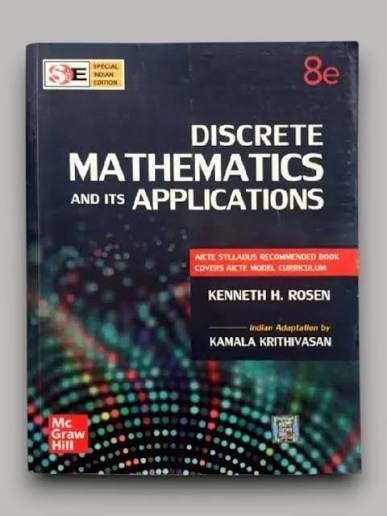 SIE
SPECIAL
INDIAN
EDITION
8e
DISCRETE
MATHEMATICS
AND ITS APPLICATIONS
AICTE SYLLABUS RECOMMENDED BOOK
COVERS AICTE MODEL CURRICULUM
KENNETH H. ROSEN
Indian Adaptation by
KAMALA KRITHIVASAN
Mc
Graw
Hill